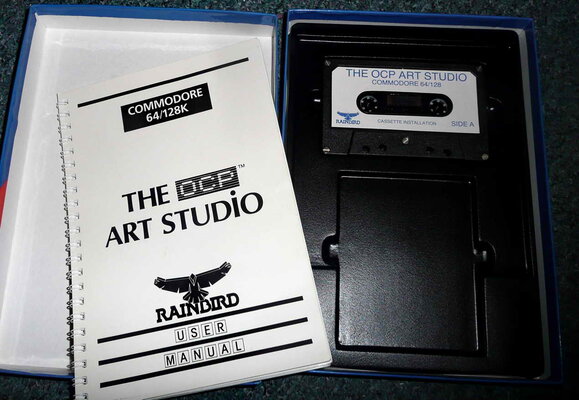 COMMODORE
64/128K
THE OCP™
ART STUDIO
RAINBIRD
USER
MANUAL
THE OCP ART STUDIO
COMMODORE 64/128
RAINBIRD
CASSETTE INSTALLATION
SIDE A